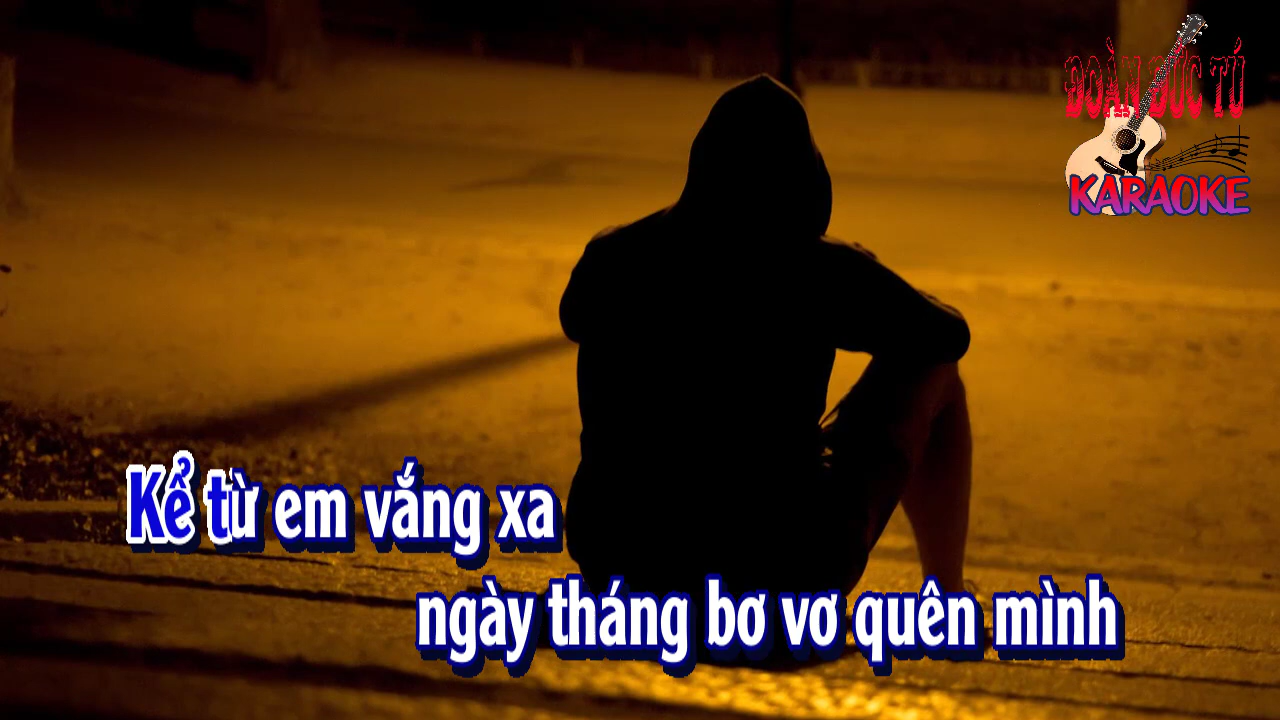 ĐOÀN ĐỨC TÚ
KARAOKE
Kể từ em vắng xa
ngày tháng bơ vơ quên mình